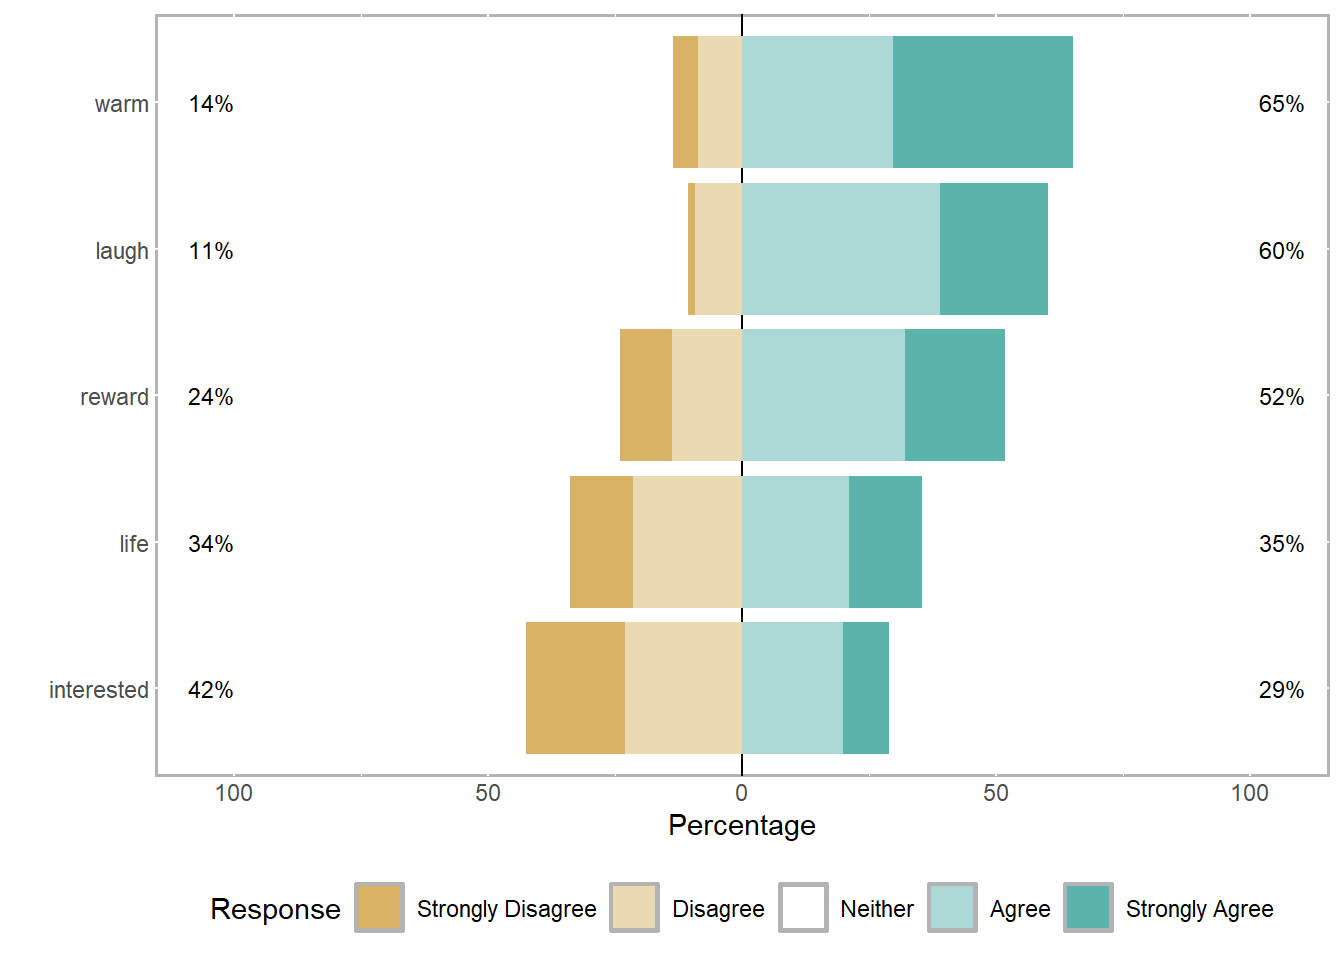 warm 14% 65%
laugh 11% 60%
reward 24% 52%
life 34% 35%
interested 42% 29%
100 50 0 50 100
Percentage
Response Strongly Disagree Disagree Neither Agree Strongly Agree